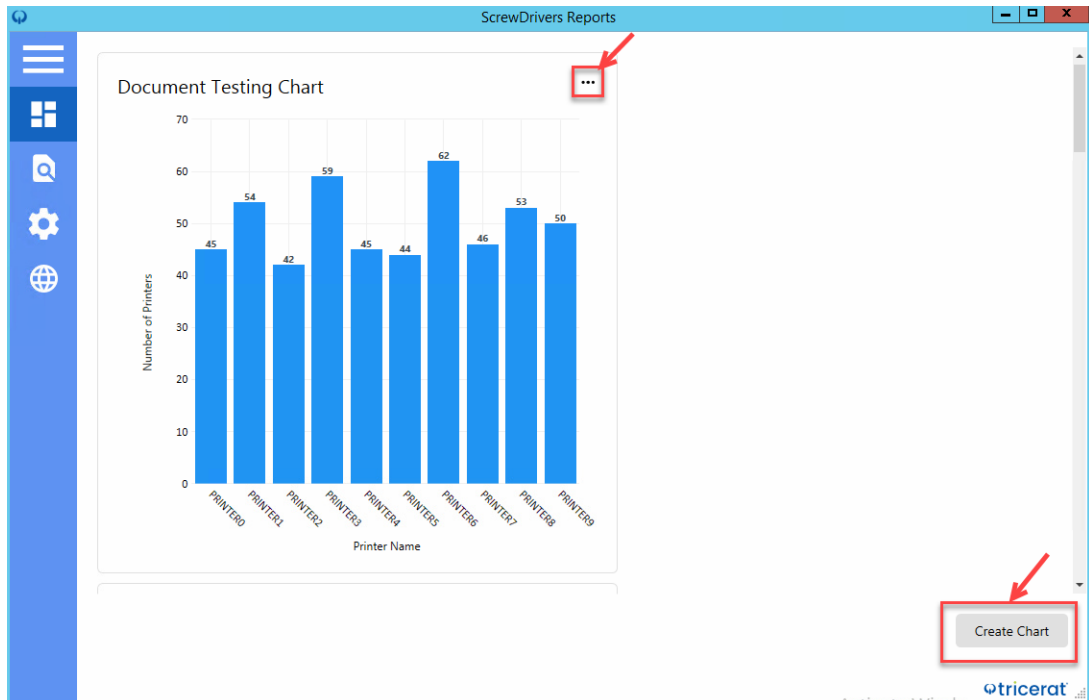 ScrewDrivers Reports
Document Testing Chart
...
70
60
50
40
30
20
10
0
Number of Printers
45
54
42
59
45
44
62
46
53
50
PRINTER0
PRINTER1
PRINTER2
PRINTER3
PRINTER4
PRINTER5
PRINTER6
PRINTER7
PRINTER8
PRINTER9
Printer Name
Create Chart
tricerat